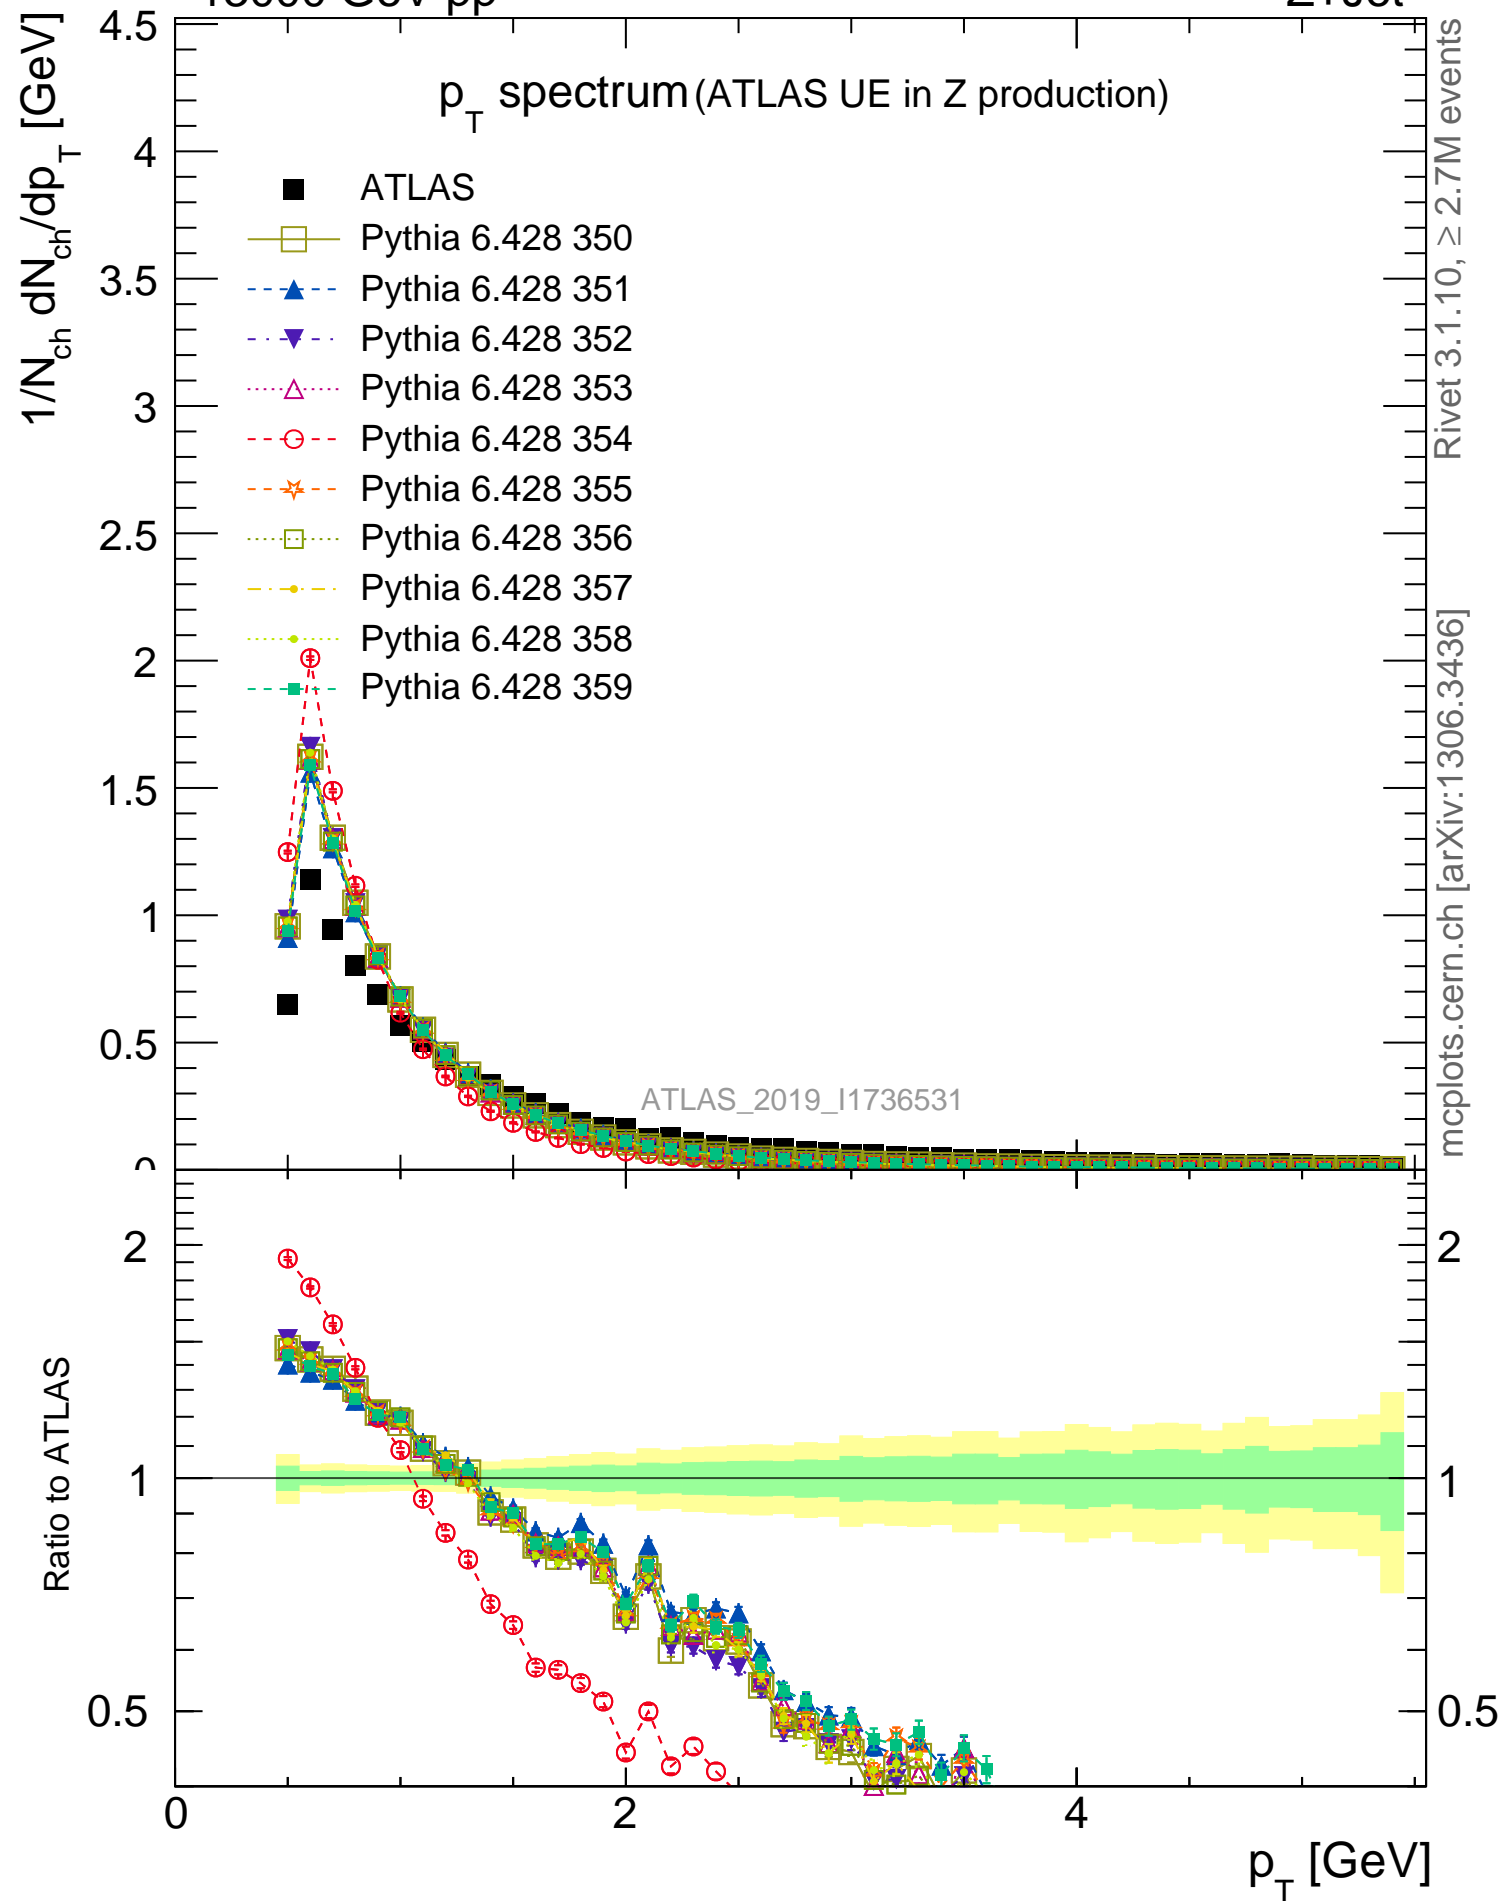 p_T spectrum (ATLAS UE in Z production)
1/N_ch dN_ch/dp_T [GeV]
4.5
4
3.5
3
2.5
2
1.5
1
0.5
ATLAS
Pythia 6.428 350
Pythia 6.428 351
Pythia 6.428 352
Pythia 6.428 353
Pythia 6.428 354
Pythia 6.428 355
Pythia 6.428 356
Pythia 6.428 357
Pythia 6.428 358
Pythia 6.428 359
ATLAS_2019_I1736531
Rivet 3.1.10, ≥ 2.7M events
mcplots.cern.ch [arXiv:1306.3436]
Ratio to ATLAS
2
1
0.5
2
1
0.5
0
2
4
p_T [GeV]